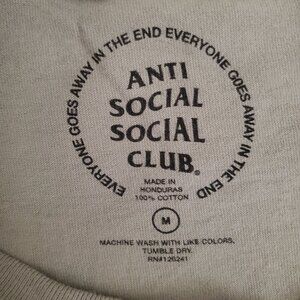 EVERYONE GOES AWAY IN THE END EVERYONE GOES AWAY IN THE END
ANTI
SOCIAL
SOCIAL
CLUB®
MADE IN
HONDURAS
100% COTTON
M
MACHINE WASH WITH LIKE COLORS,
TUMBLE DRY.
RN#126241